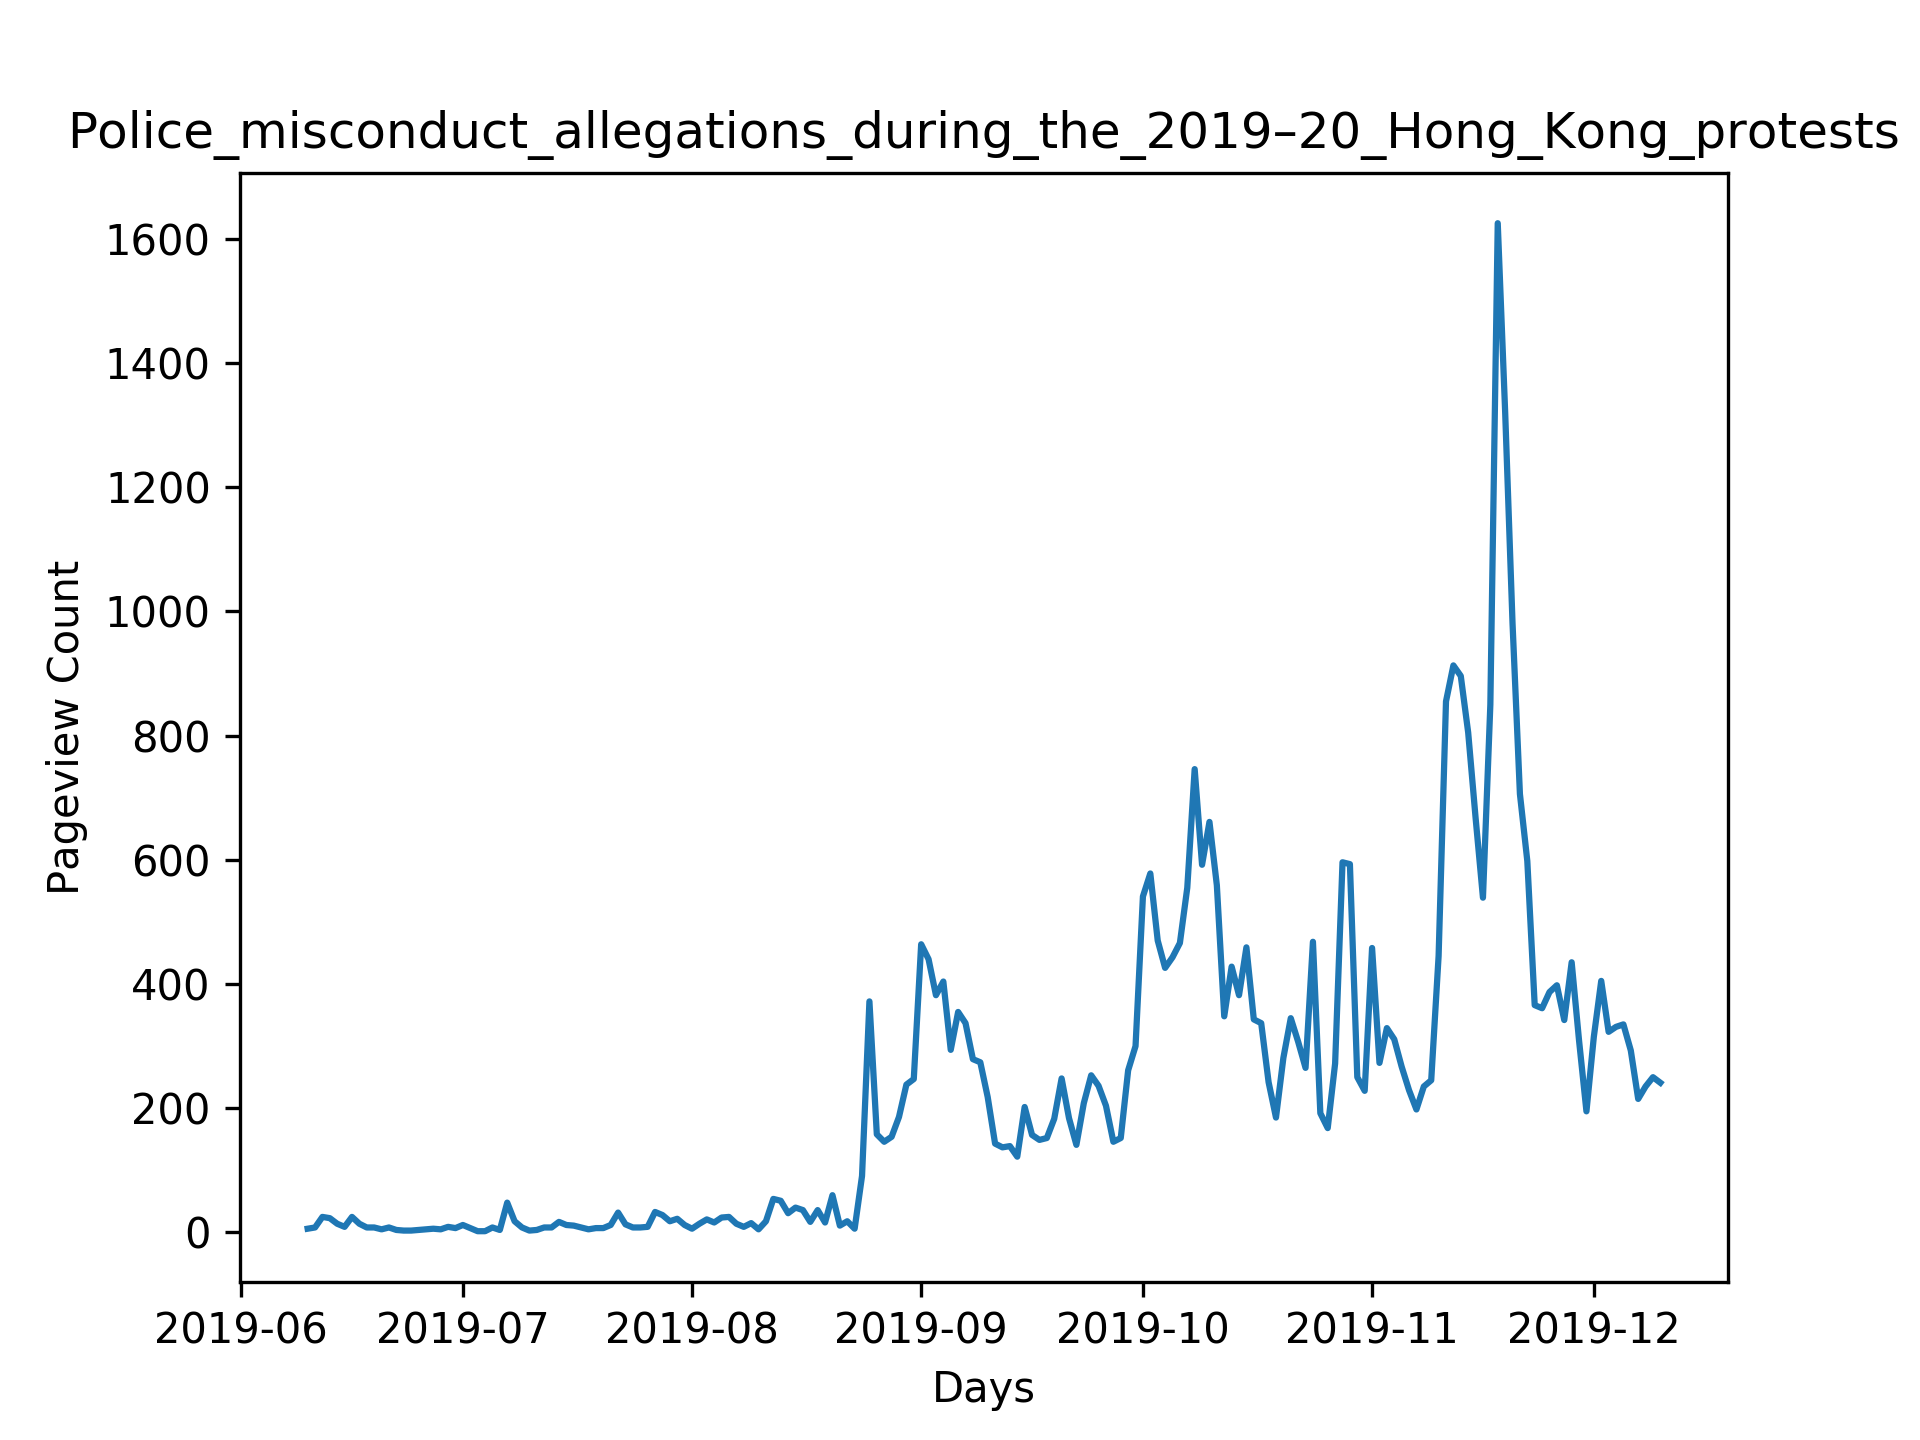 Police_misconduct_allegations_during_the_2019–20_Hong_Kong_protests
1600
1400
1200
1000
800
600
400
200
0
Pageview Count
2019-06 2019-07 2019-08 2019-09 2019-10 2019-11 2019-12
Days